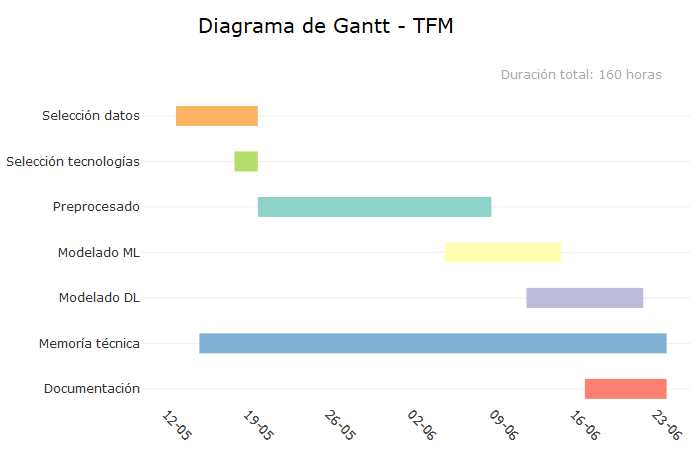 Diagrama de Gantt - TFM
Duración total: 160 horas
Selección datos
Selección tecnologías
Preprocesado
Modelado ML
Modelado DL
Memoría técnica
Documentación
12-05
19-05
26-05
02-06
09-06
16-06
23-06